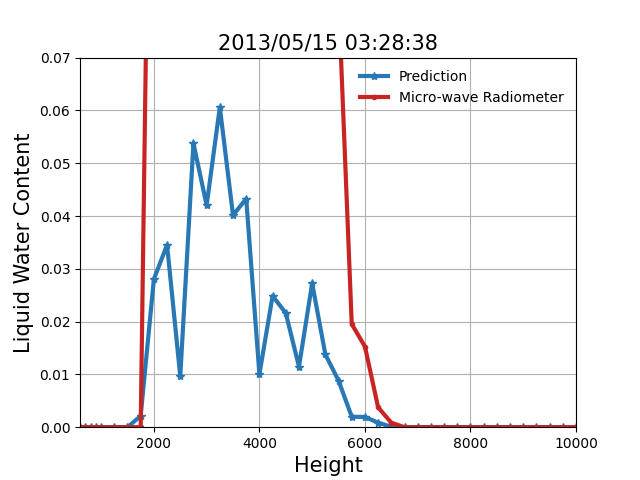 2013/05/15 03:28:38
Prediction
Micro-wave Radiometer
Liquid Water Content
0.07
0.06
0.05
0.04
0.03
0.02
0.01
0.00
2000 4000 6000 8000 10000
Height